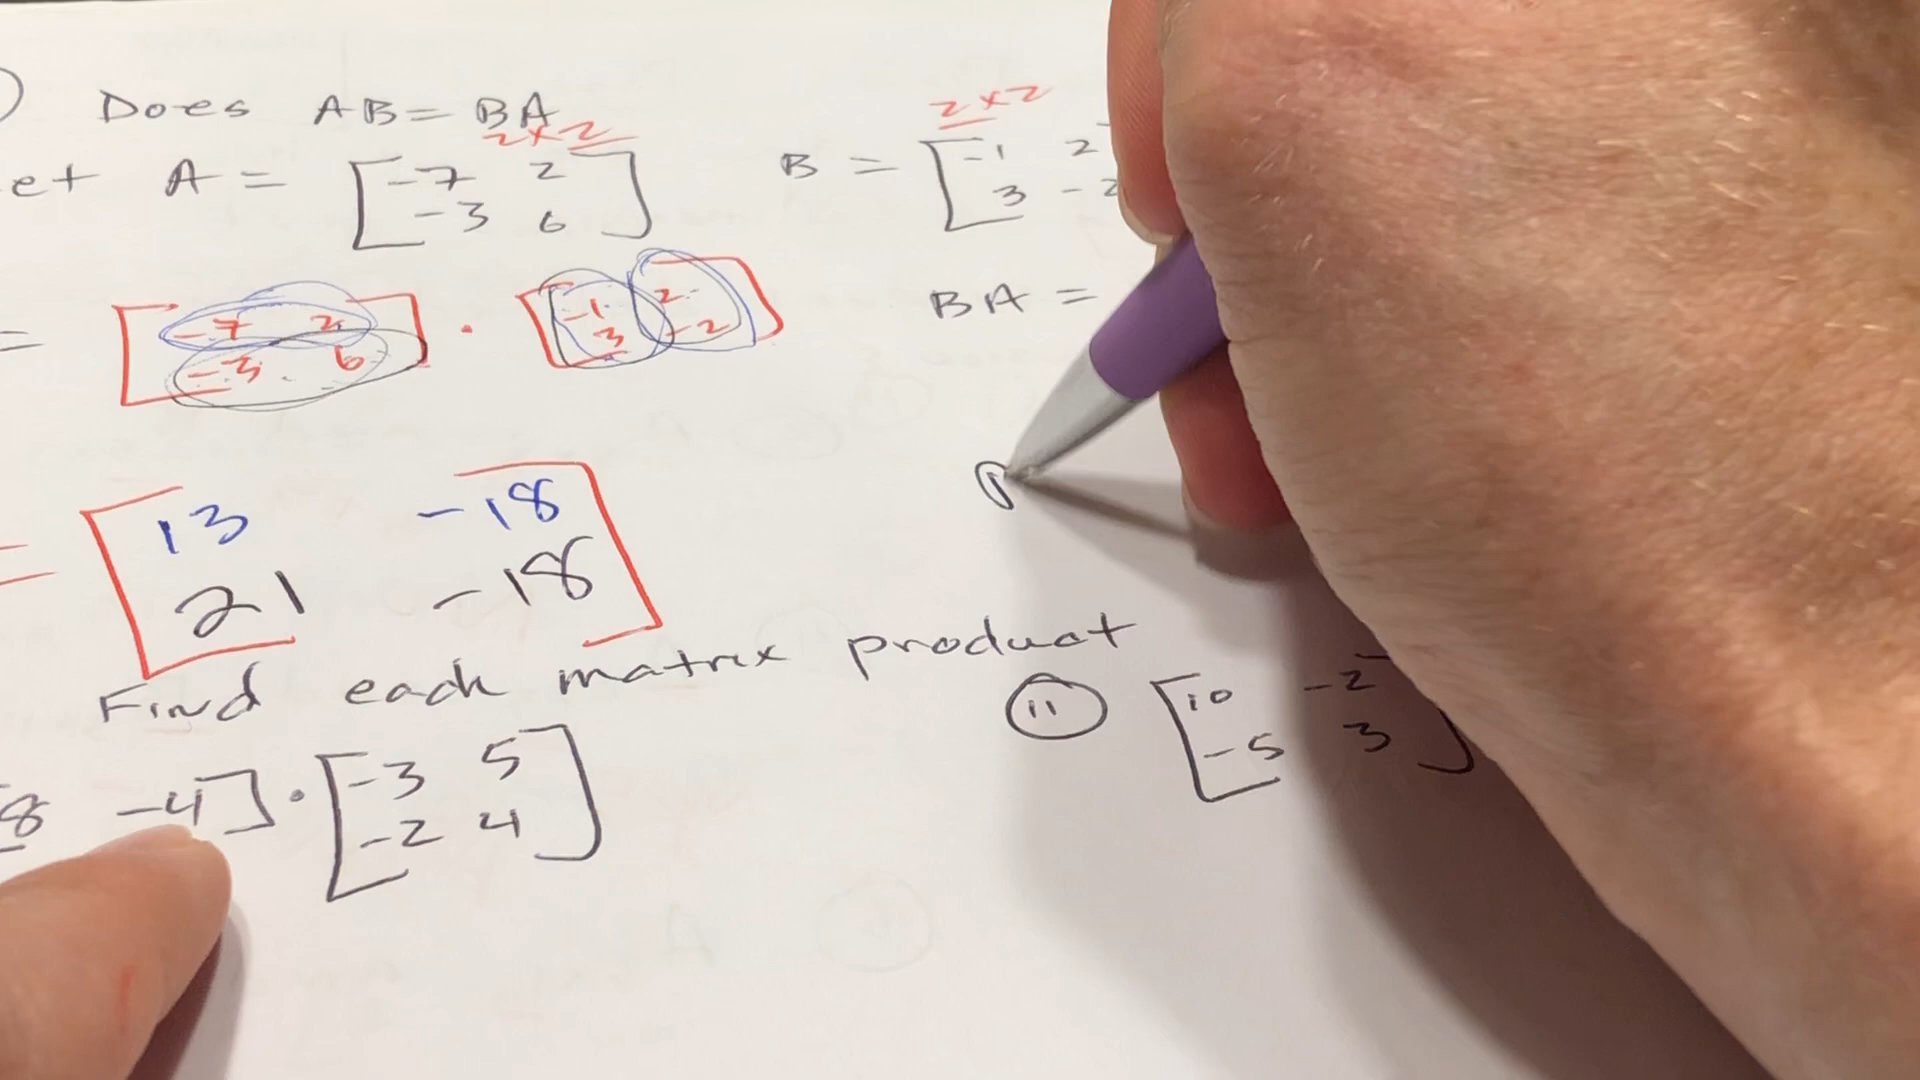 Does AB = BA
2x2 2x2
et A = [ -7 2 B = [ -1 2
-3 6 ] 3 -2
= [ -7 2 · [ -1 2 BA =
-3 6 ] 3 -2 ]
= [ 13 -18
21 -18 ]
Find each matrix product
8 -4] · [ -3 5 11 [ 10 -2
-2 4 ] -5 3 ]